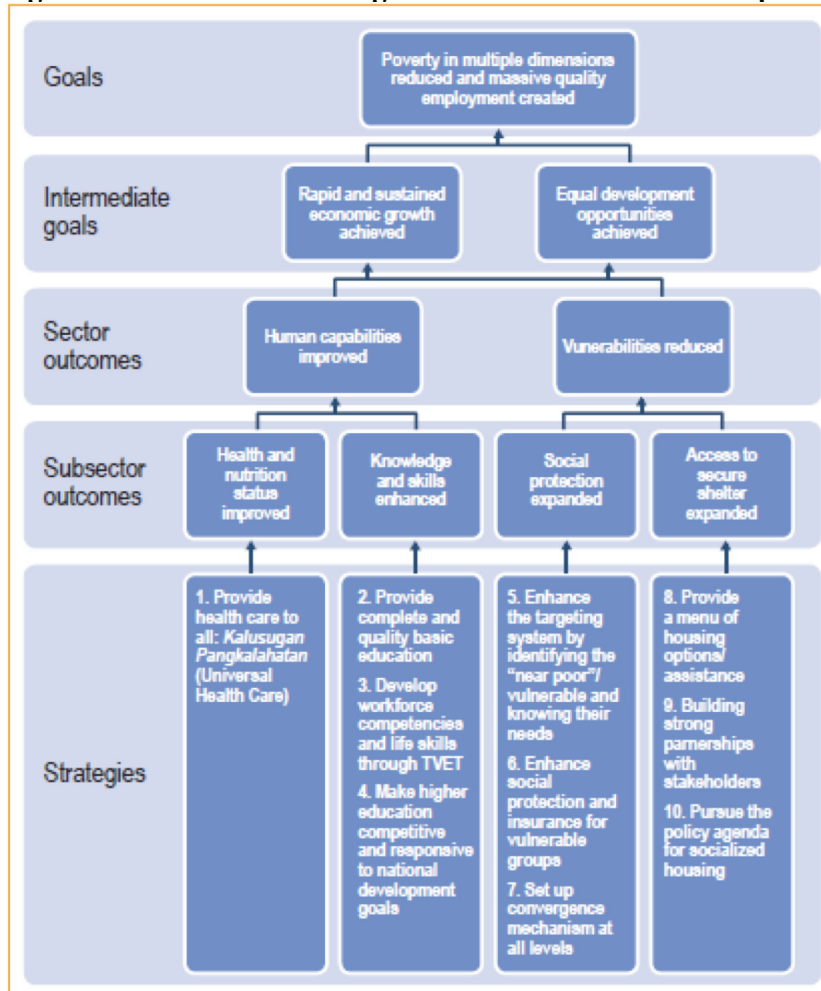 Goals
Poverty in multiple dimensions
reduced and massive quality
employment created
Intermediate
goals
Rapid and sustained
economic growth
achieved
Equal development
opportunities
achieved
Sector
outcomes
Human capabilities
improved
Vunerabilities reduced
Subsector
outcomes
Health and
nutrition
status
improved
Knowledge
and skills
enhanced
Social
protection
expanded
Access to
secure
shelter
expanded
Strategies
1. Provide
health care to
all: Kalusugan
Pangkalahatan
(Universal
Health Care)
2. Provide
complete and
quality basic
education
3. Develop
workforce
competencies
and life skills
through TVET
4. Make higher
education
competitive
and responsive
to national
development
goals
5. Enhance
the targeting
system by
identifying the
“near poor”/
vulnerable and
knowing their
needs
6. Enhance
social
protection and
insurance for
vulnerable
groups
7. Set up
convergence
mechanism at
all levels
8. Provide
a menu of
housing
options/
assistance
9. Building
strong
parnerships
with
stakeholders
10. Pursue the
policy agenda
for socialized
housing